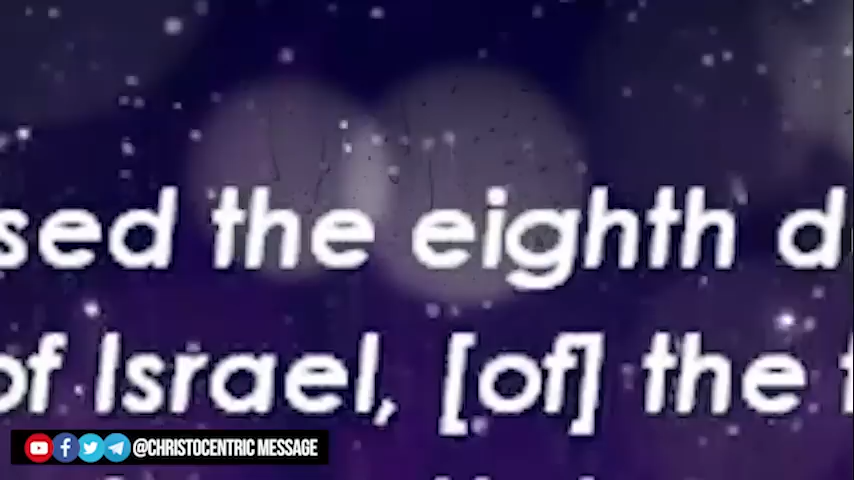 sed the eighth d
of Israel, [of] the
@CHRISTOCENTRIC MESSAGE